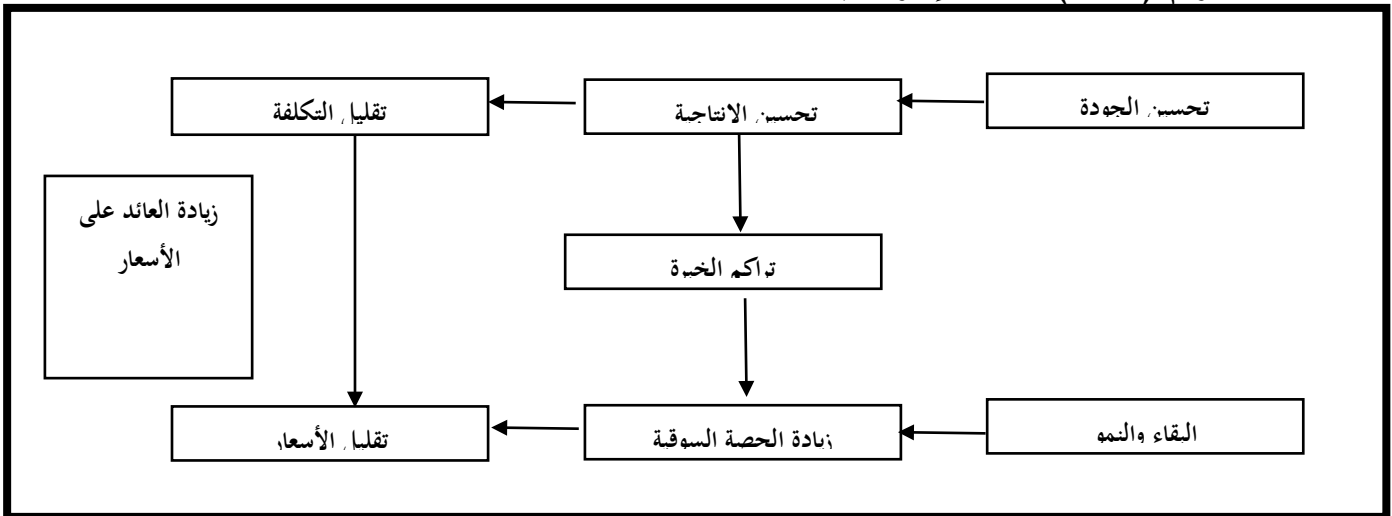 تحسين الجودة
تحسين الانتاجية
تقليل التكلفة
زيادة العائد على
الأسعار
تراكم الخبرة
البقاء والنمو
زيادة الحصة السوقية
تقليل الأسعار